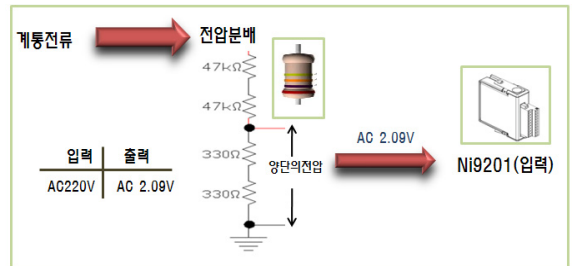 계통전류
전압분배
47kΩ
47kΩ
입력 출력
AC220V AC 2.09V
330Ω
330Ω
양단의전압
AC 2.09V
Ni9201(입력)